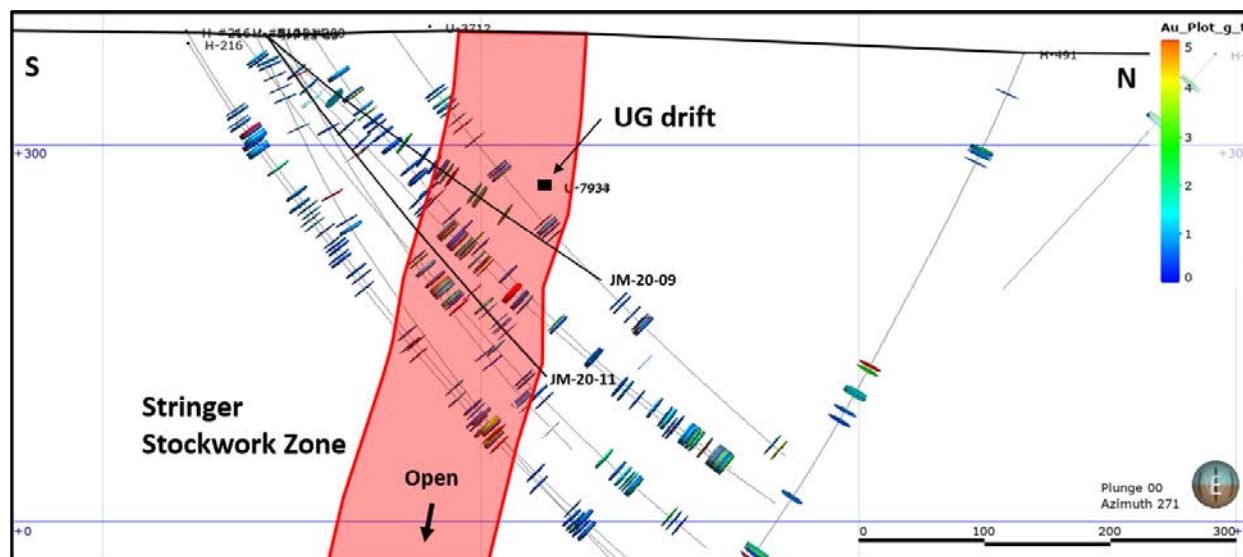 U-3712
Au_Plot_g_t
H-216
H-491
S
N
5
UG drift
4
+300
3
U-7934
2
1
0
JM-20-09
JM-20-11
Stringer
Stockwork Zone
Open
Plunge 00
Azimuth 271
+0
0
100
200
300